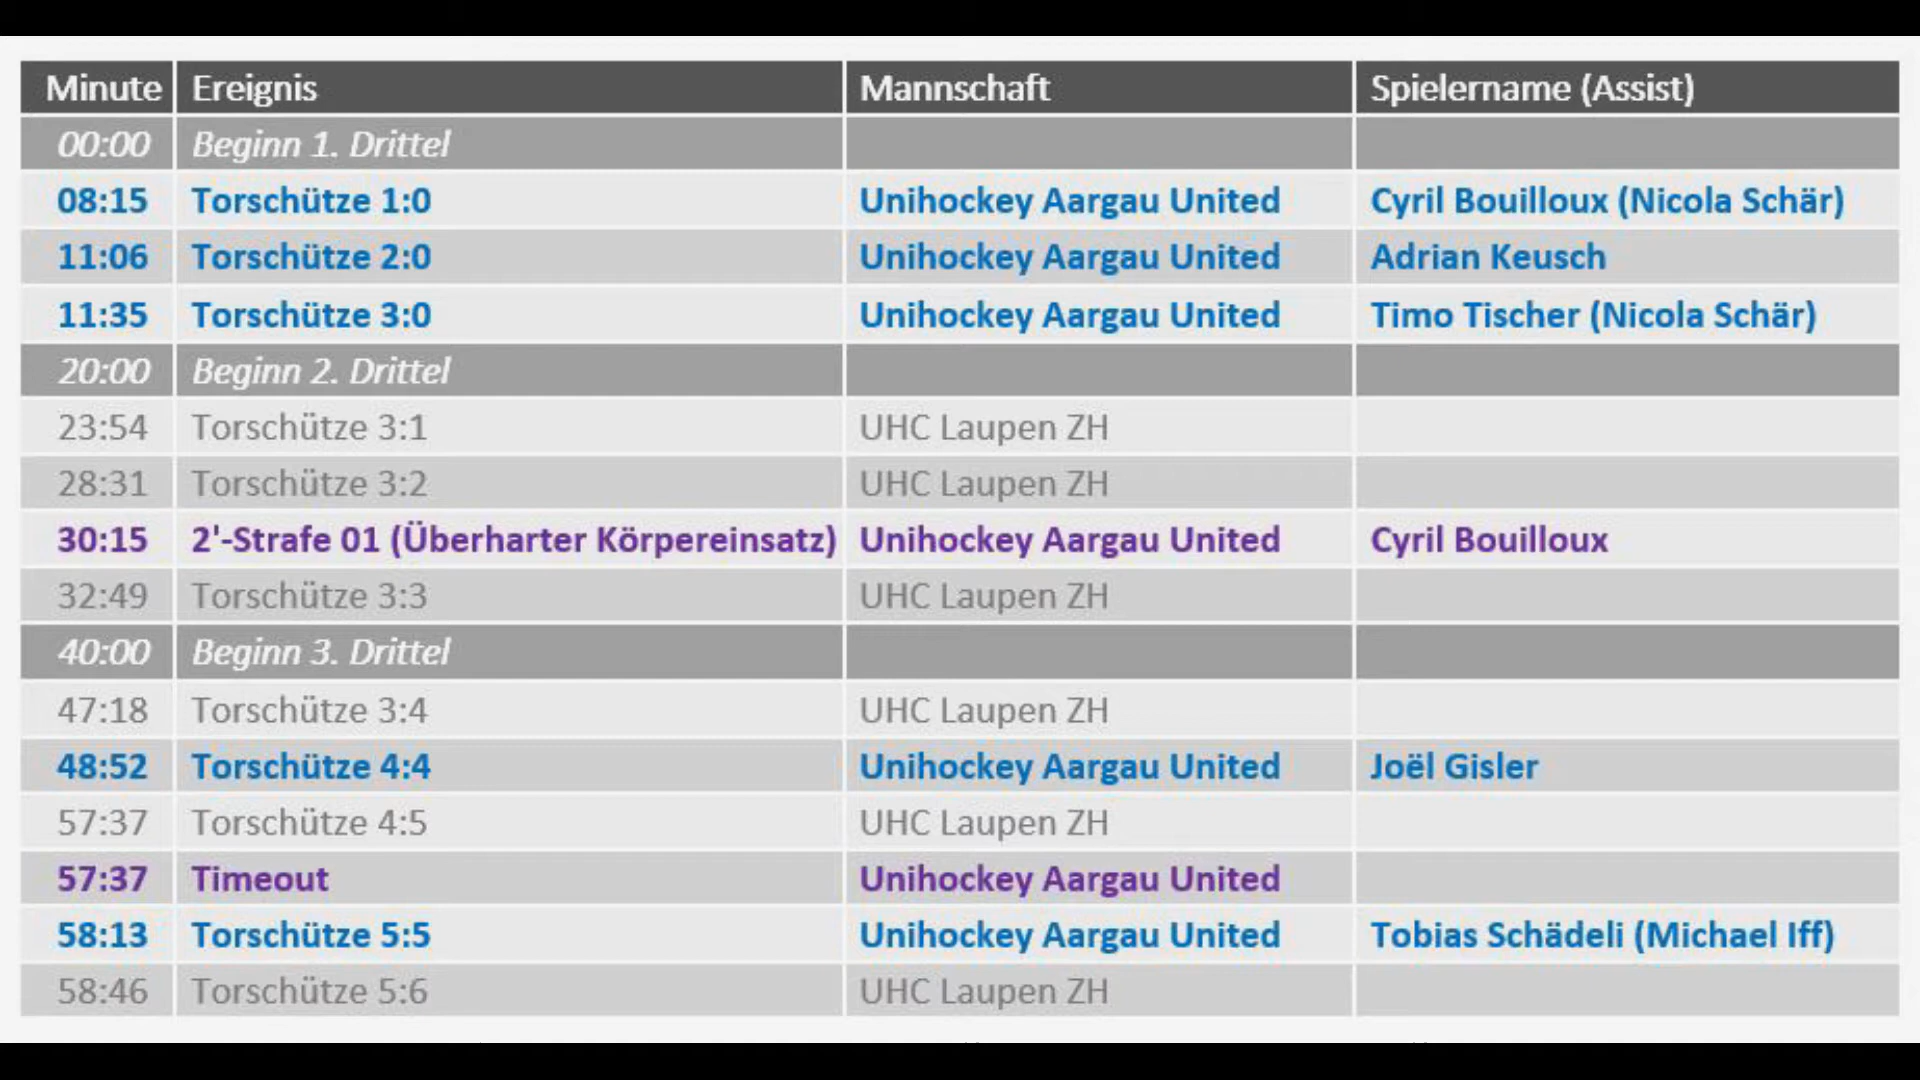 Minute Ereignis Mannschaft Spielername (Assist)
00:00 Beginn 1. Drittel
08:15 Torschütze 1:0 Unihockey Aargau United Cyril Bouilloux (Nicola Schär)
11:06 Torschütze 2:0 Unihockey Aargau United Adrian Keusch
11:35 Torschütze 3:0 Unihockey Aargau United Timo Tischer (Nicola Schär)
20:00 Beginn 2. Drittel
23:54 Torschütze 3:1 UHC Laupen ZH
28:31 Torschütze 3:2 UHC Laupen ZH
30:15 2'-Strafe 01 (Überharter Körpereinsatz) Unihockey Aargau United Cyril Bouilloux
32:49 Torschütze 3:3 UHC Laupen ZH
40:00 Beginn 3. Drittel
47:18 Torschütze 3:4 UHC Laupen ZH
48:52 Torschütze 4:4 Unihockey Aargau United Joël Gisler
57:37 Torschütze 4:5 UHC Laupen ZH
57:37 Timeout Unihockey Aargau United
58:13 Torschütze 5:5 Unihockey Aargau United Tobias Schädeli (Michael Iff)
58:46 Torschütze 5:6 UHC Laupen ZH